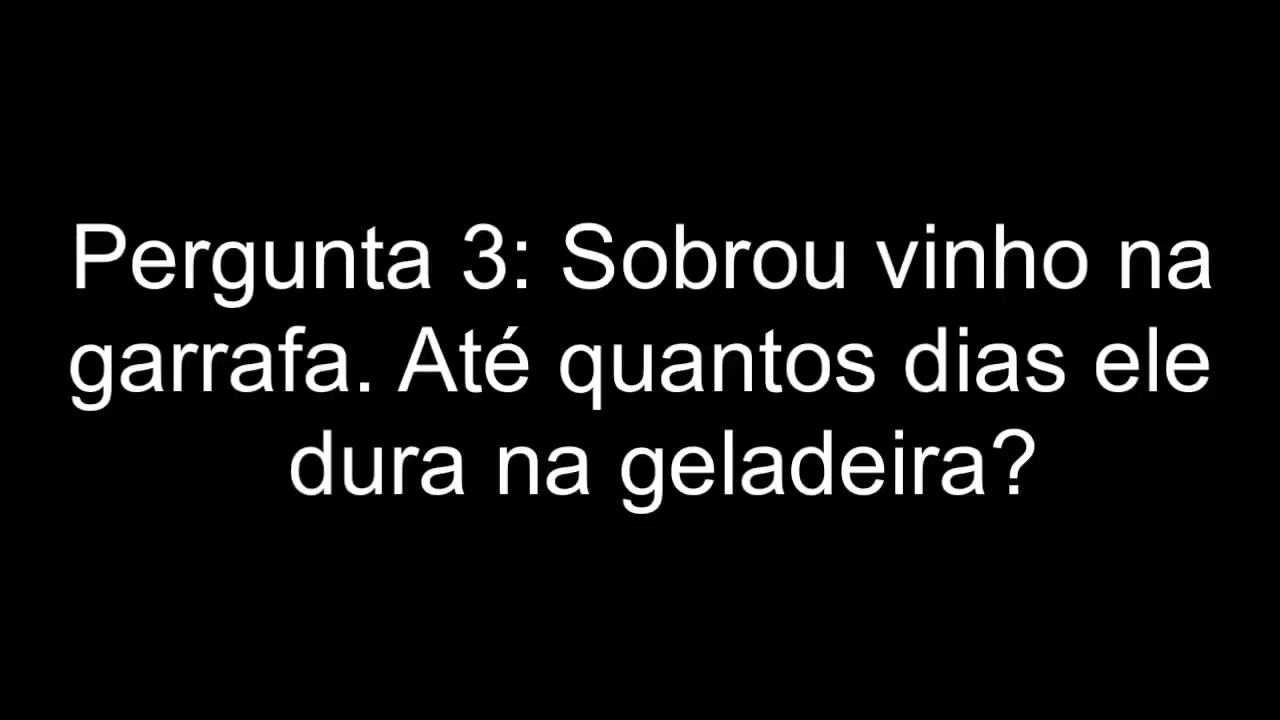 Pergunta 3: Sobrou vinho na
garrafa. Até quantos dias ele
dura na geladeira?